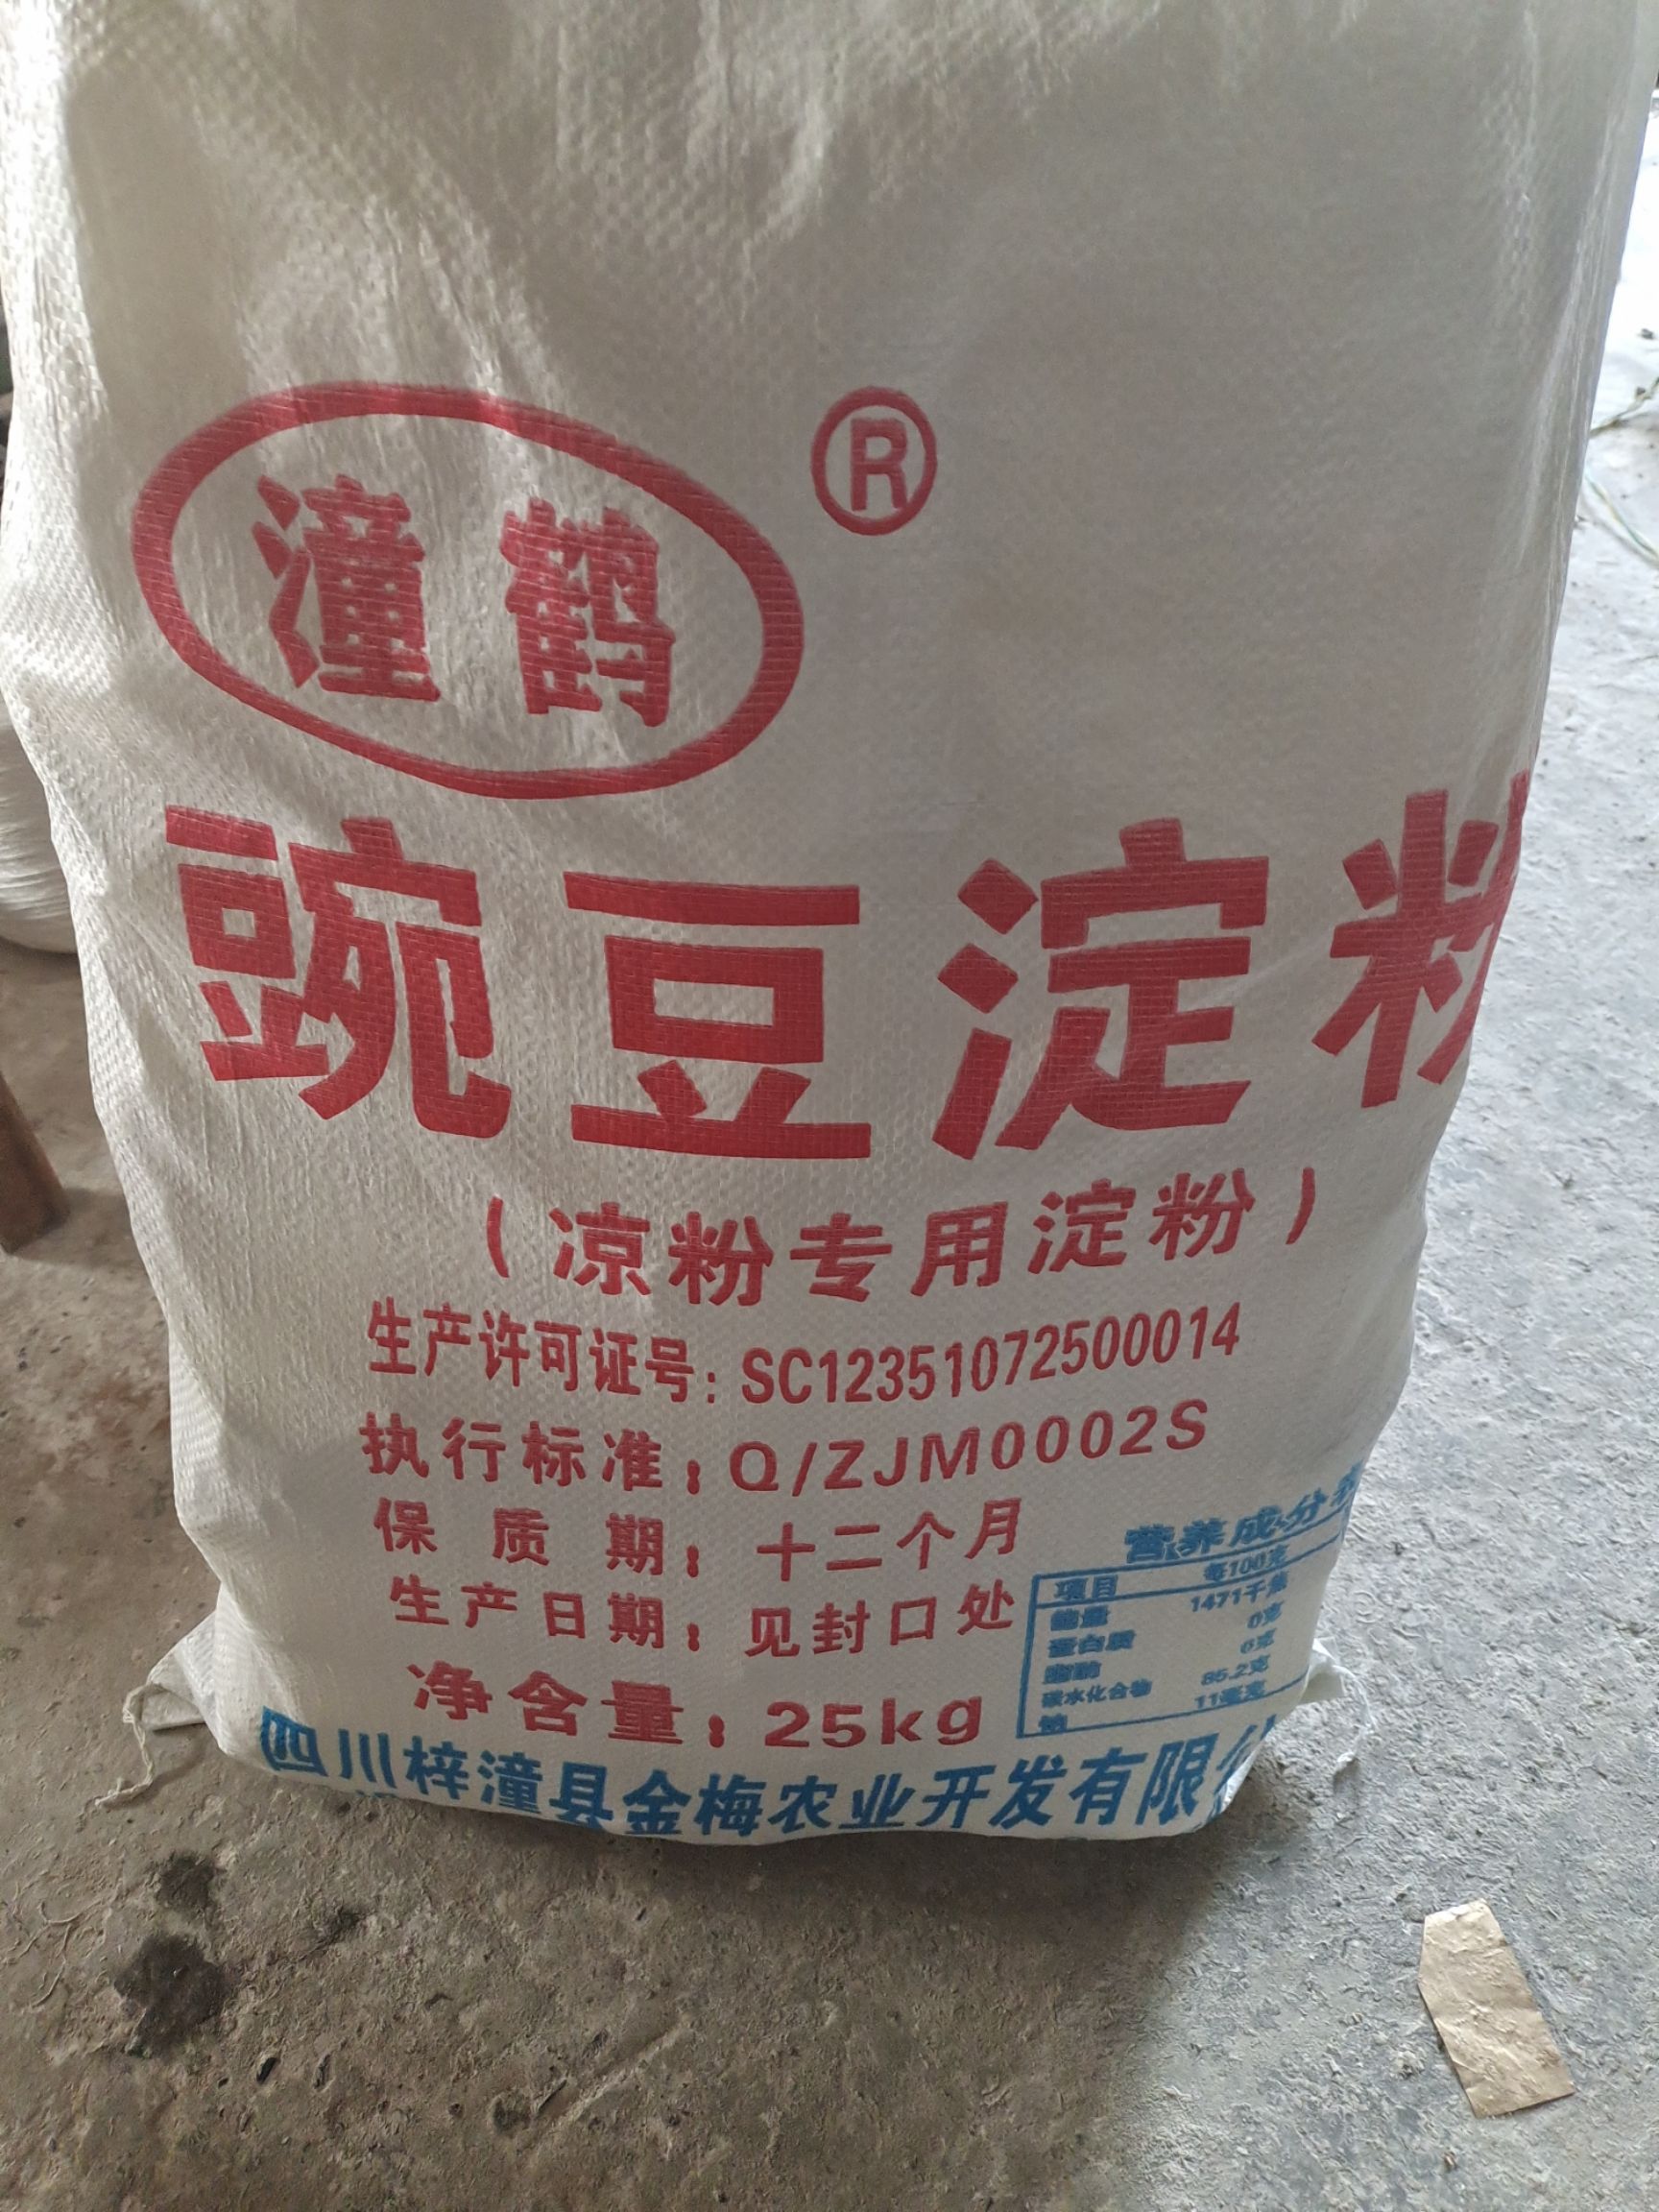 潼鹤 ®
豌豆淀粉
（凉粉专用淀粉）
生产许可证号：SC12351072500014
执行标准：Q/ZJM0002S
保质期：十二个月
生产日期：见封口处
净含量：25kg
营养成分表
项目 每100克
能量 1471千焦
蛋白质 0克
脂肪 0克
碳水化合物 85.2克
钠 11毫克
四川梓潼县金梅农业开发有限